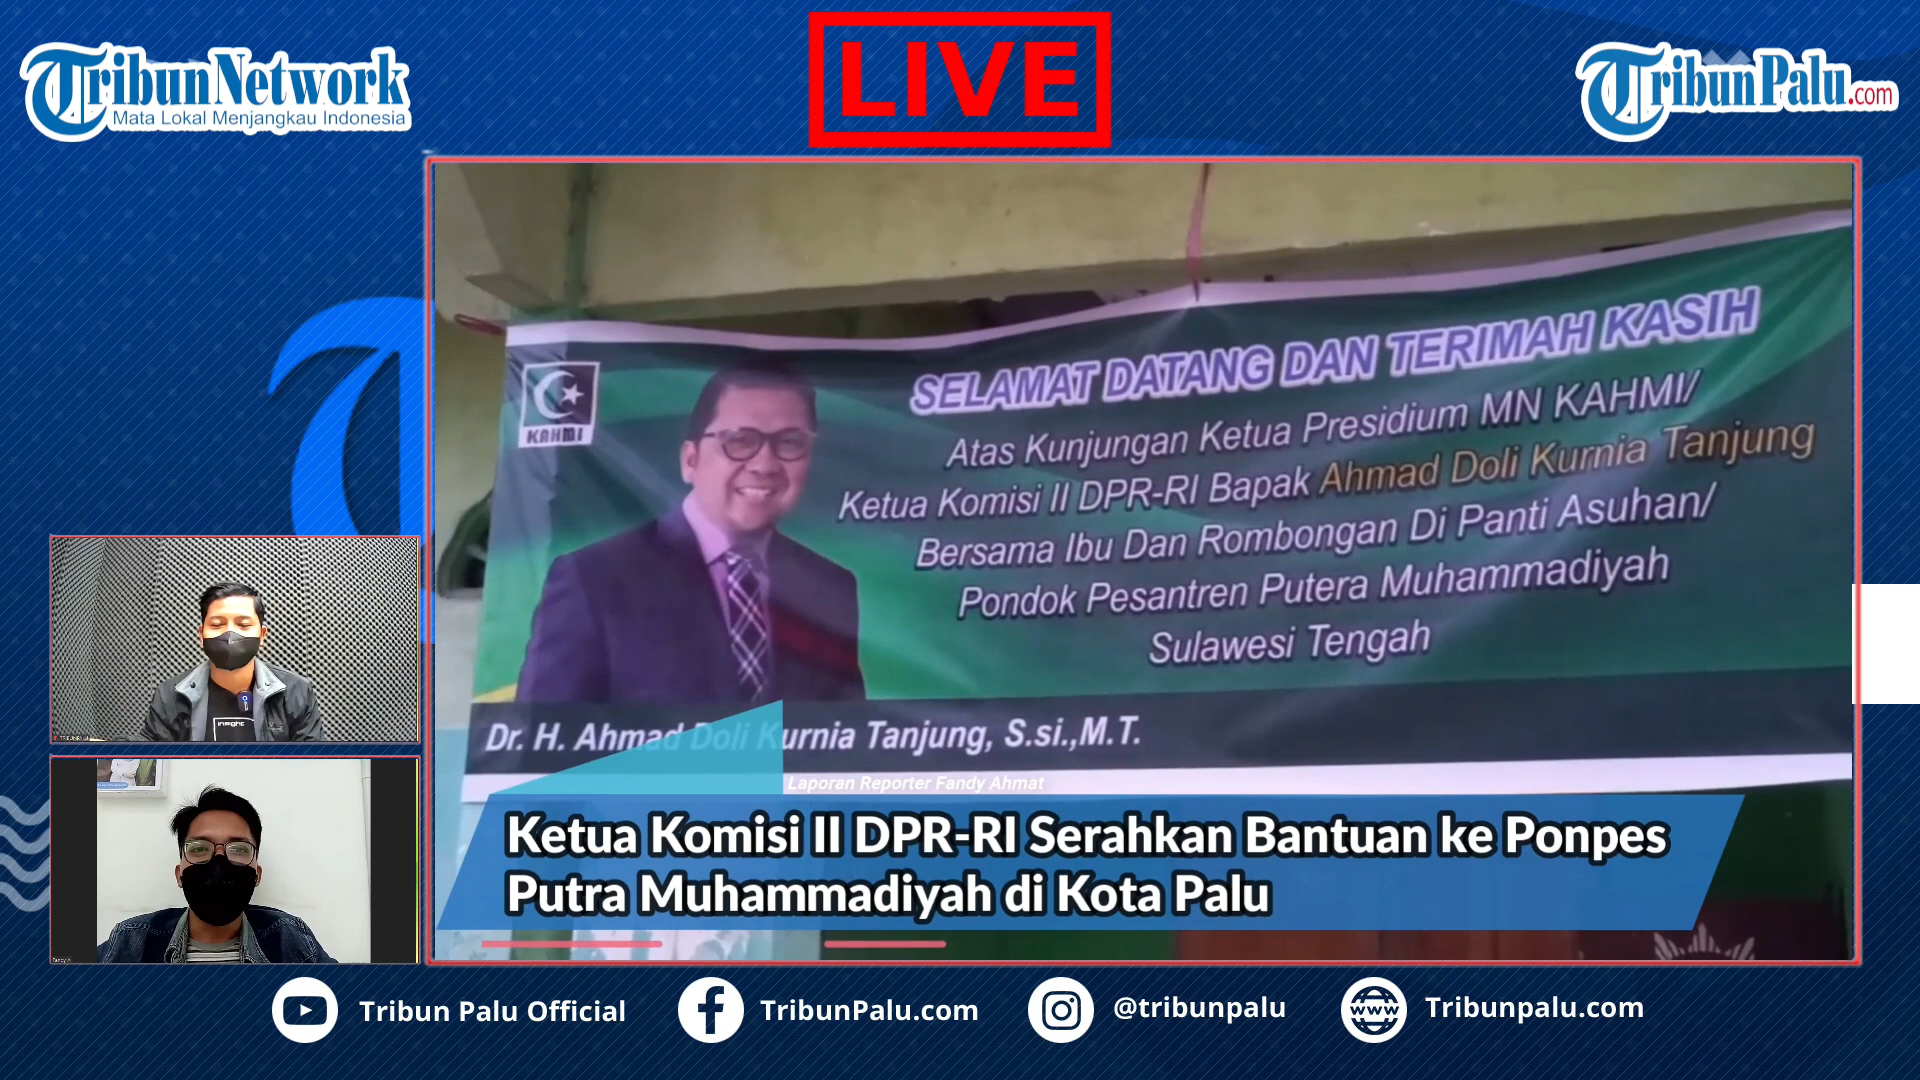 TribunNetwork
Mata Lokal Menjangkau Indonesia
LIVE
TribunPalu.com
KAHMI
SELAMAT DATANG DAN TERIMAH KASIH
Atas Kunjungan Ketua Presidium MN KAHMI/
Ketua Komisi II DPR-RI Bapak Ahmad Doli Kurnia Tanjung
Bersama Ibu Dan Rombongan Di Panti Asuhan/
Pondok Pesantren Putera Muhammadiyah
Sulawesi Tengah
Dr. H. Ahmad Doli Kurnia Tanjung, S.si.,M.T.
Laporan Reporter Fandy Ahmat
Ketua Komisi II DPR-RI Serahkan Bantuan ke Ponpes
Putra Muhammadiyah di Kota Palu
insight
Tribun Palu Official
TribunPalu.com
@tribunpalu
www
Tribunpalu.com